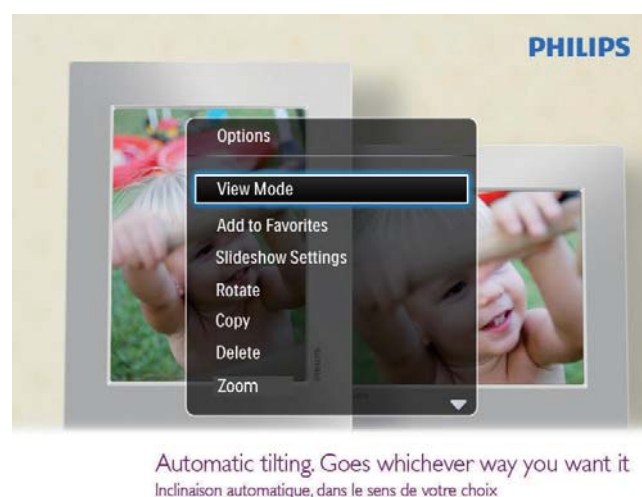 PHILIPS
Options
View Mode
Add to Favorites
Slideshow Settings
Rotate
Copy
Delete
Zoom
PHILIPS
Automatic tilting. Goes whichever way you want it
Inclinaison automatique, dans le sens de votre choix